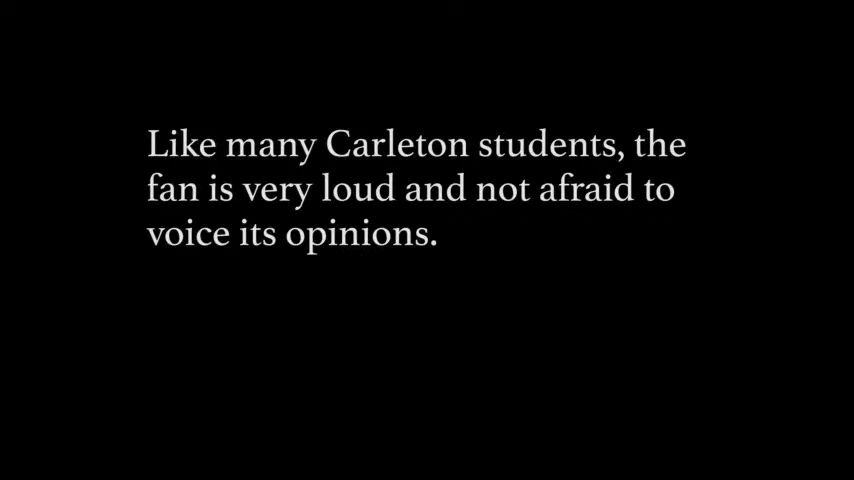 Like many Carleton students, the
fan is very loud and not afraid to
voice its opinions.